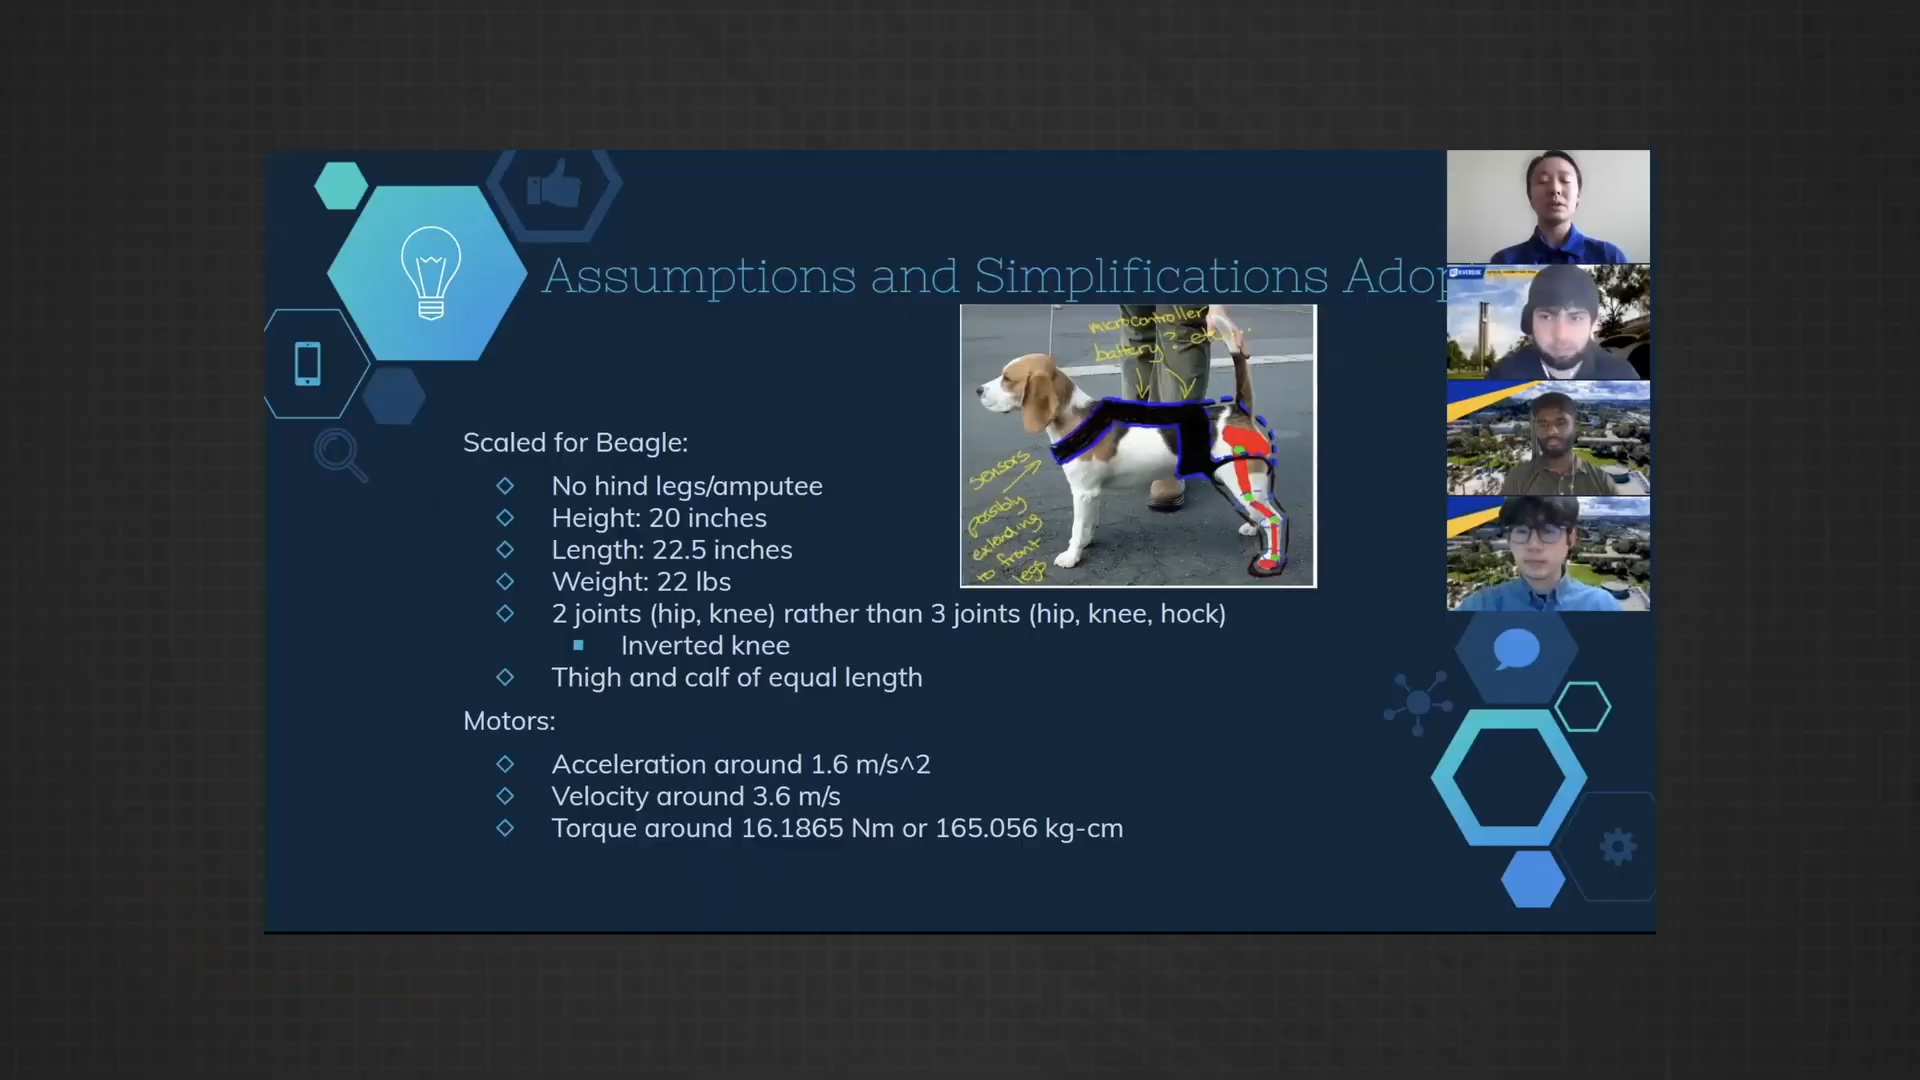 Assumptions and Simplifications Adop
microcontroller
battery? etc...
sensors
possibly
extending
to front
legs
Scaled for Beagle:
No hind legs/amputee
Height: 20 inches
Length: 22.5 inches
Weight: 22 lbs
2 joints (hip, knee) rather than 3 joints (hip, knee, hock)
Inverted knee
Thigh and calf of equal length
Motors:
Acceleration around 1.6 m/s^2
Velocity around 3.6 m/s
Torque around 16.1865 Nm or 165.056 kg-cm